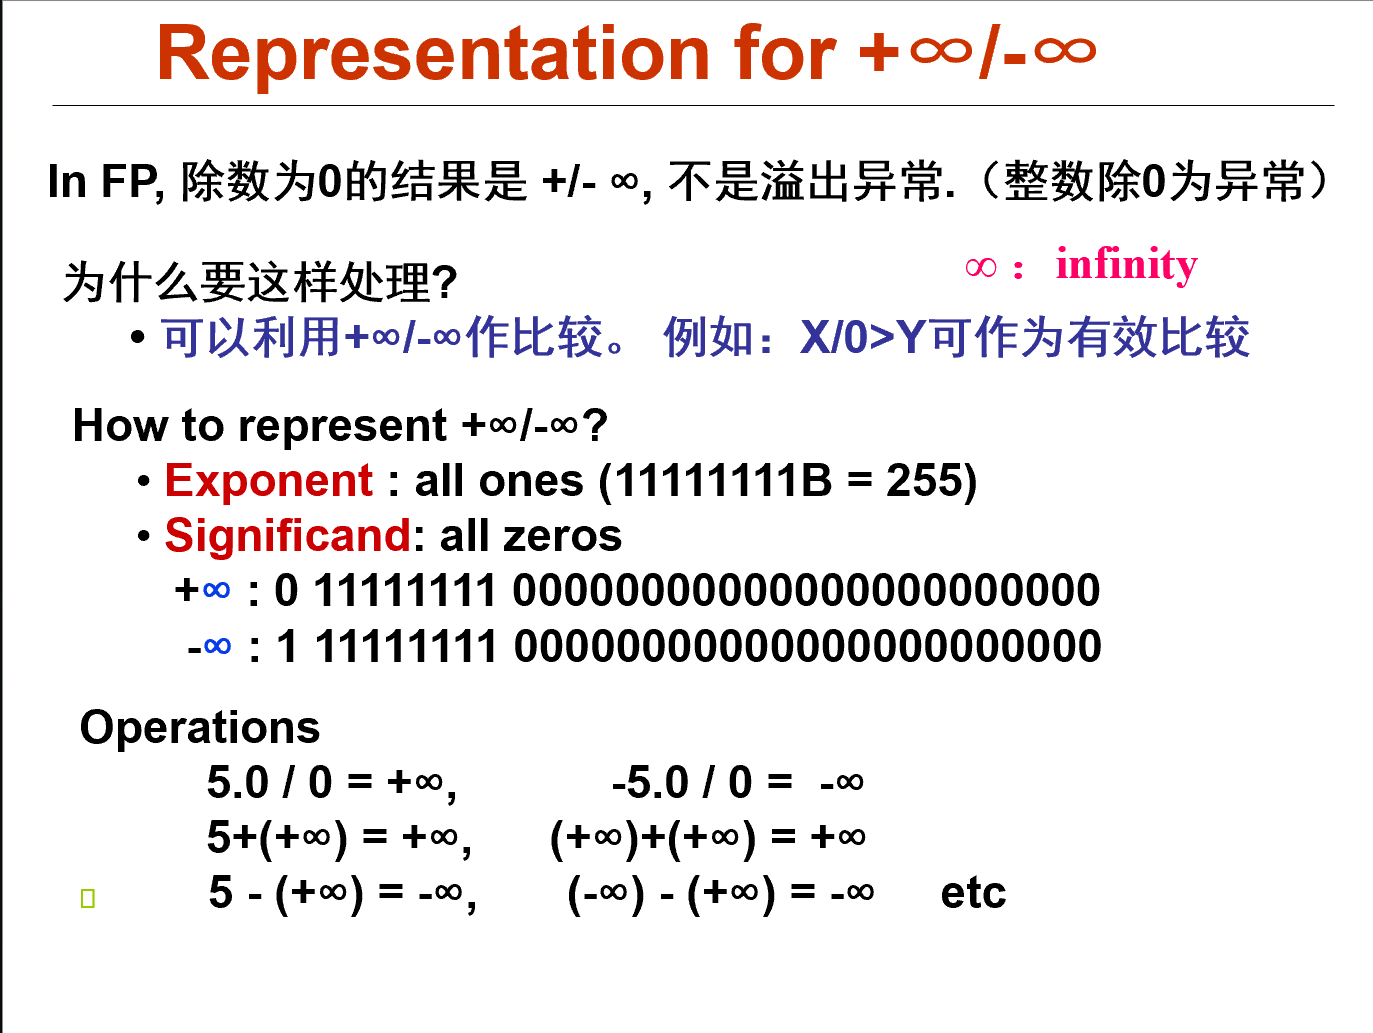 Representation for +∞/-∞
In FP, 除数为0的结果是 +/- ∞, 不是溢出异常.（整数除0为异常）
为什么要这样处理?
∞ ： infinity
• 可以利用+∞/-∞作比较。 例如：X/0>Y可作为有效比较
How to represent +∞/-∞?
• Exponent : all ones (11111111B = 255)
• Significand: all zeros
+∞ : 0 11111111 00000000000000000000000
-∞ : 1 11111111 00000000000000000000000
Operations
5.0 / 0 = +∞, -5.0 / 0 = -∞
5+(+∞) = +∞, (+∞)+(+∞) = +∞
5 - (+∞) = -∞, (-∞) - (+∞) = -∞ etc